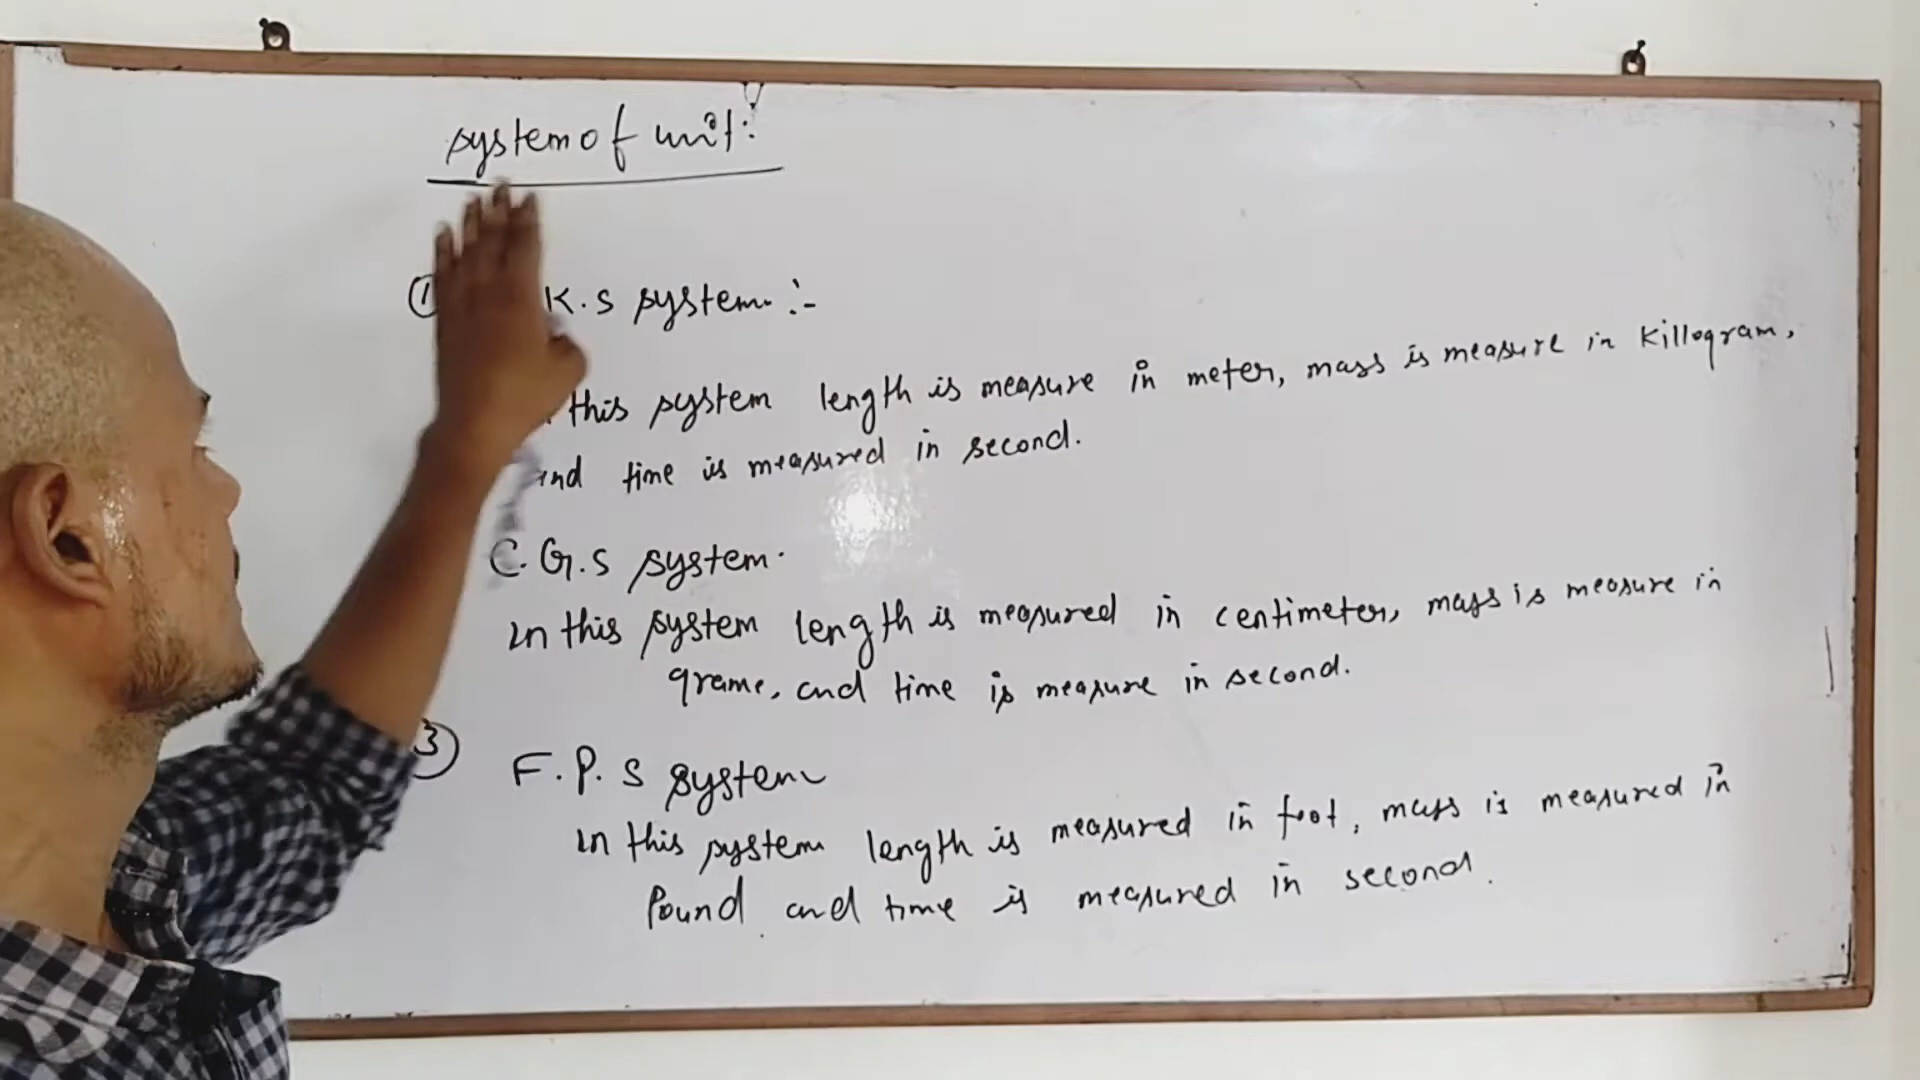 system of unit:
① K.S system :-
this system length is measure in meter, mass is measure in Killogram,
and time is measured in second.
C.G.S system.
In this system length is measured in centimeter, mass is measure in
grame, and time is measure in second.
③ F.P.S system
In this system length is measured in foot, mass is measured in
Pound and time is measured in second.